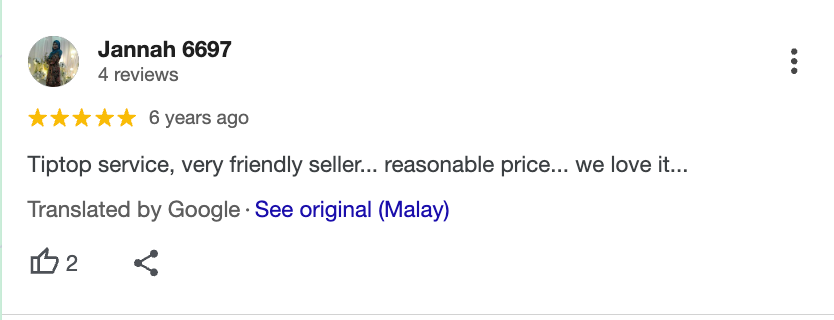 Jannah 6697
4 reviews
6 years ago
Tiptop service, very friendly seller... reasonable price... we love it...
Translated by Google · See original (Malay)
2